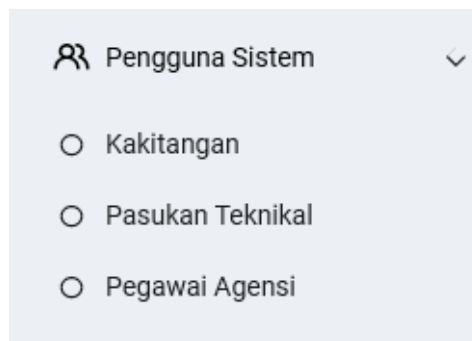 Pengguna Sistem
Kakitangan
Pasukan Teknikal
Pegawai Agensi